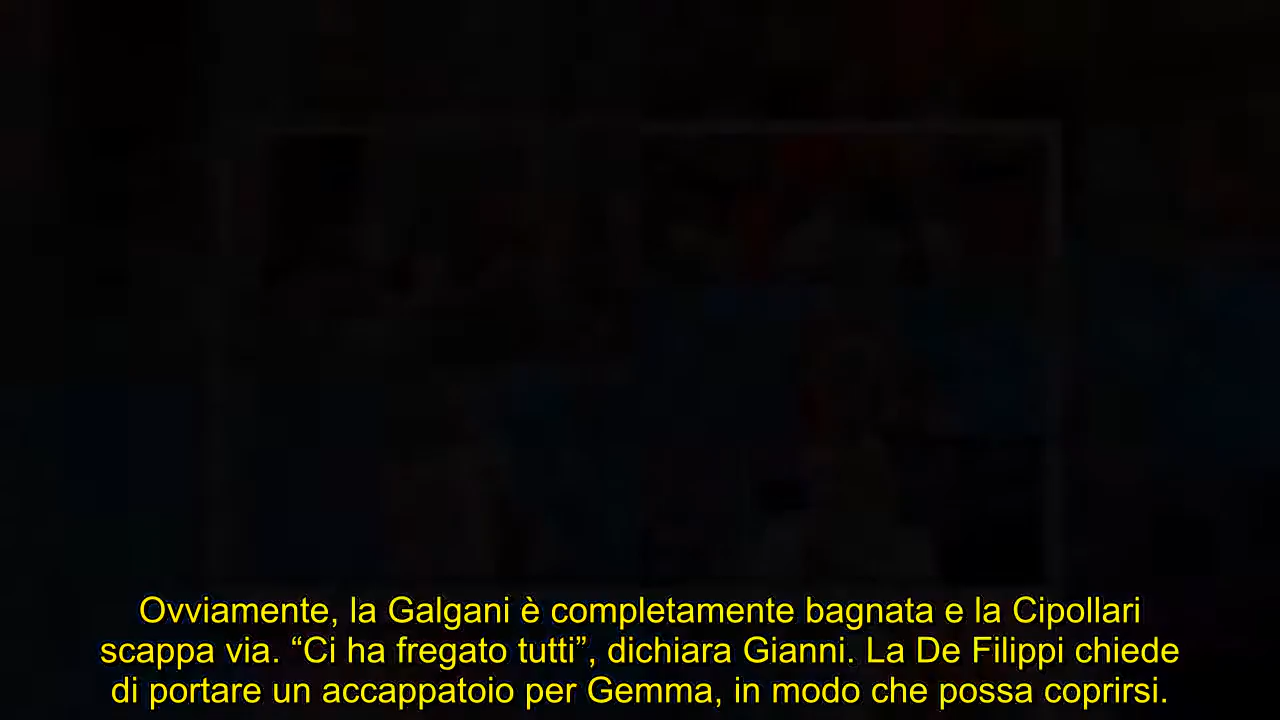 Ovviamente, la Galgani è completamente bagnata e la Cipollari
scappa via. “Ci ha fregato tutti”, dichiara Gianni. La De Filippi chiede
di portare un accappatoio per Gemma, in modo che possa coprirsi.